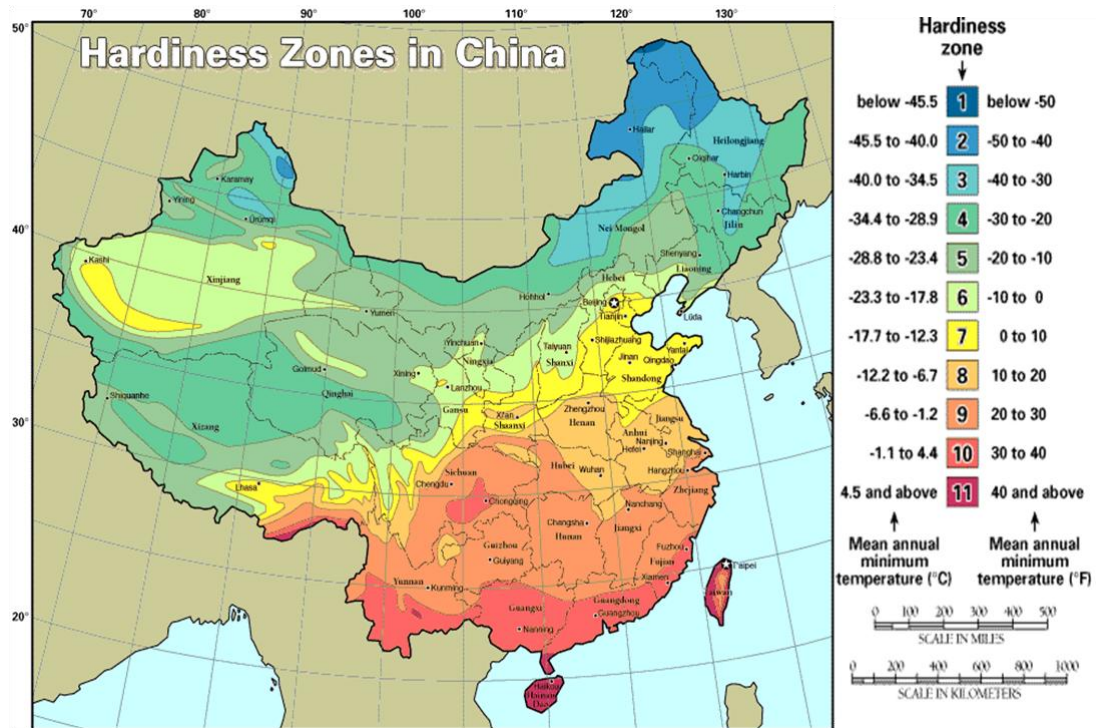 70°
80°
90°
100°
110°
120°
130°
50°
40°
30°
20°
Hardiness Zones in China
Hailar
Heilongjiang
Qiqihar
Harbin
Karamay
Yining
Ürümqi
Changchun
Jilin
Nei Mongol
Shenyang
Liaoning
Kashi
Xinjiang
Hohhot
Hebei
Beijing
Tianjin
Lüda
Yumen
Yinchuan
Ningxia
Taiyuan
Shanxi
Shijiazhuang
Yantai
Jinan
Qingdao
Shandong
Golmud
Xining
Lanzhou
Shiquanhe
Qinghai
Gansu
Xi'an
Shaanxi
Zhengzhou
Henan
Jiangsu
Xizang
Anhui
Nanjing
Hefei
Shanghai
Sichuan
Hubei
Wuhan
Hangzhou
Lhasa
Chengdu
Zhejiang
Chongqing
Nanchang
Changsha
Hunan
Jiangxi
Guizhou
Guiyang
Fuzhou
Fujian
Taipei
Yunnan
Kunming
Xiamen
Taiwan
Guangxi
Guangdong
Guangzhou
Nanning
Haikou
Hainan
Dao
Hardiness
zone
below -45.5 1 below -50
-45.5 to -40.0 2 -50 to -40
-40.0 to -34.5 3 -40 to -30
-34.4 to -28.9 4 -30 to -20
-28.8 to -23.4 5 -20 to -10
-23.3 to -17.8 6 -10 to 0
-17.7 to -12.3 7 0 to 10
-12.2 to -6.7 8 10 to 20
-6.6 to -1.2 9 20 to 30
-1.1 to 4.4 10 30 to 40
4.5 and above 11 40 and above
Mean annual
minimum
temperature (°C)
Mean annual
minimum
temperature (°F)
0 100 200 300 400 500
SCALE IN MILES
0 200 400 600 800 1000
SCALE IN KILOMETERS